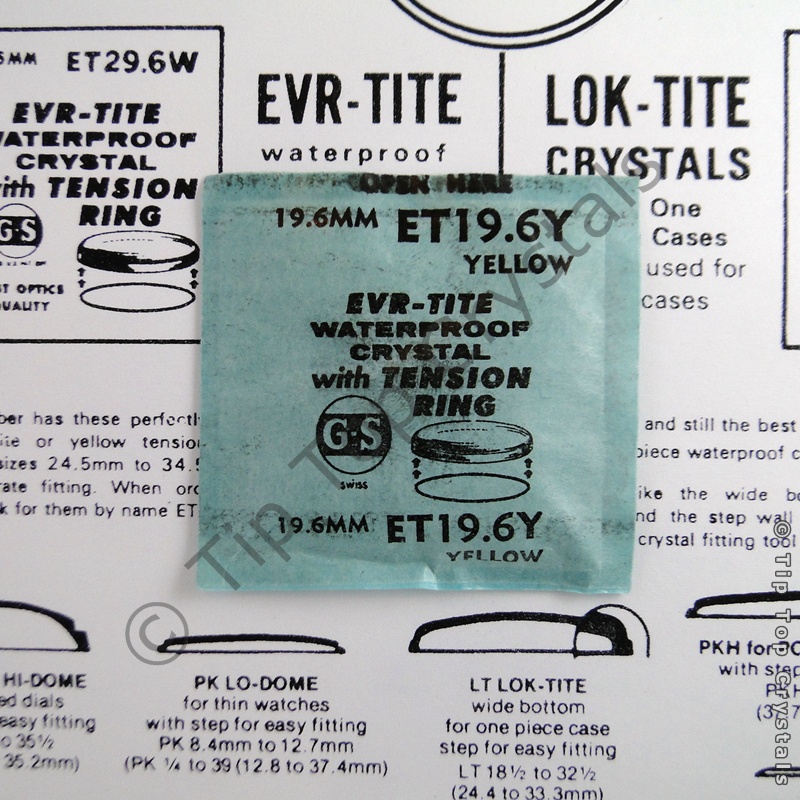 5MM ET29.6W
EVR-TITE
WATERPROOF
CRYSTAL
with TENSION
RING
G-S
QUALITY
EVR-TITE
waterproof
LOK-TITE
CRYSTALS
One
Cases
used for
cases
OPEN HERE
19.6MM ET19.6Y
YELLOW
EVR-TITE
WATERPROOF
CRYSTAL
with TENSION
RING
G-S
SWISS
19.6MM ET19.6Y
YELLOW
has these perfectly
or yellow tension
sizes 24.5mm to 34.5
fitting. When
for them by name ET
and still the best
piece waterproof
the wide
the step wall
crystal fitting tool
HI-DOME
dials
easy fitting
35½
35.2mm)
PK LO-DOME
for thin watches
with step for easy fitting
PK 8.4mm to 12.7mm
(PK ¼ to 39 (12.8 to 37.4mm)
LT LOK-TITE
wide bottom
for one piece case
step for easy fitting
LT 18½ to 32½
(24.4 to 33.3mm)
PKH for
with step
© Tip Top Crystals
© Tip Top Crystals